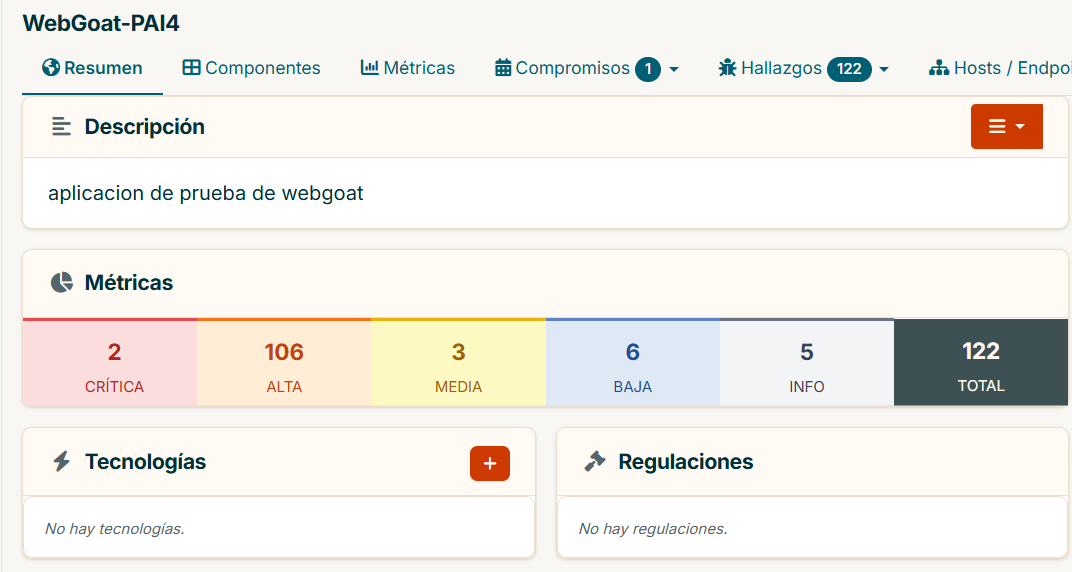 WebGoat-PAI4
Resumen Componentes Métricas Compromisos 1 Hallazgos 122 Hosts / Endpoi
Descripción
aplicacion de prueba de webgoat
Métricas
2 106 3 6 5 122
CRÍTICA ALTA MEDIA BAJA INFO TOTAL
Tecnologías + Regulaciones
No hay tecnologías. No hay regulaciones.